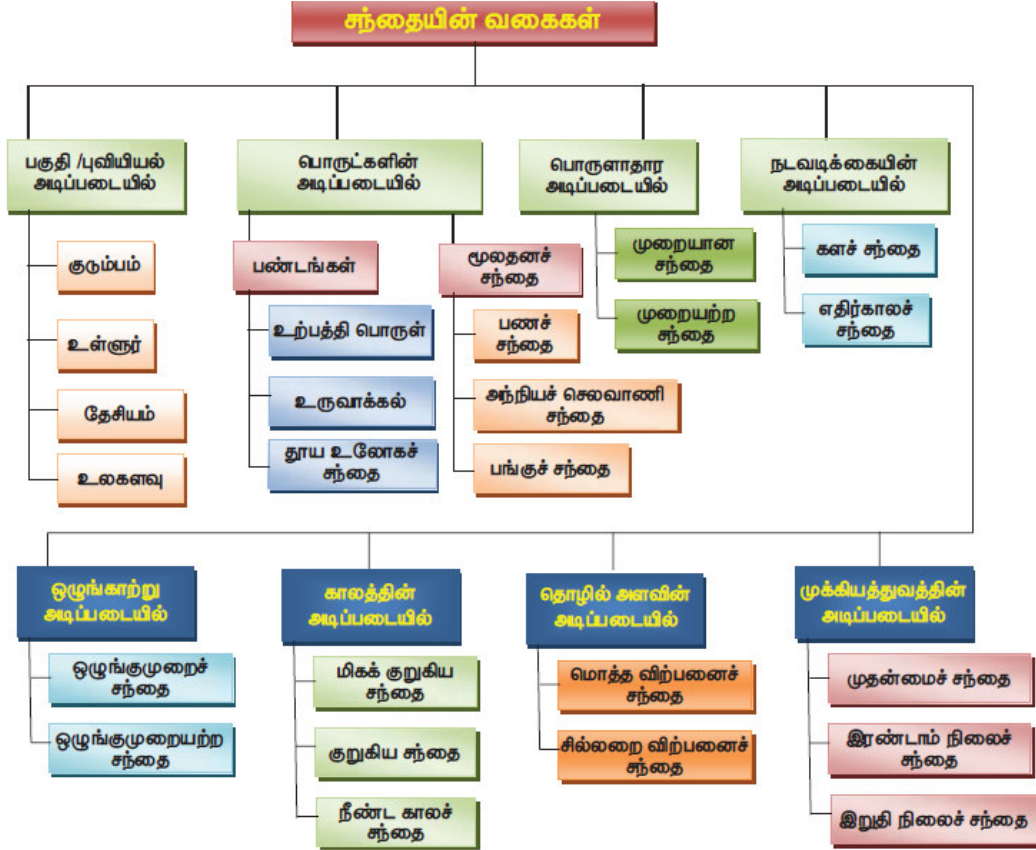 சந்தையின் வகைகள்
பகுதி /புவியியல்
அடிப்படையில்
குடும்பம்
உள்ளுர்
தேசியம்
உலகளவு
பொருட்களின்
அடிப்படையில்
பண்டங்கள்
உற்பத்தி பொருள்
உருவாக்கல்
தூய உலோகச்
சந்தை
மூலதனச்
சந்தை
பணச்
சந்தை
அந்நியச் செலவாணி
சந்தை
பங்குச் சந்தை
பொருளாதார
அடிப்படையில்
முறையான
சந்தை
முறையற்ற
சந்தை
நடவடிக்கையின்
அடிப்படையில்
களச் சந்தை
எதிர்காலச்
சந்தை
ஒழுங்காற்று
அடிப்படையில்
ஒழுங்குமுறைச்
சந்தை
ஒழுங்குமுறையற்ற
சந்தை
காலத்தின்
அடிப்படையில்
மிகக் குறுகிய
சந்தை
குறுகிய சந்தை
நீண்ட காலச்
சந்தை
தொழில் அளவின்
அடிப்படையில்
மொத்த விற்பனைச்
சந்தை
சில்லறை விற்பனைச்
சந்தை
முக்கியத்துவத்தின்
அடிப்படையில்
முதன்மைச் சந்தை
இரண்டாம் நிலைச்
சந்தை
இறுதி நிலைச் சந்தை